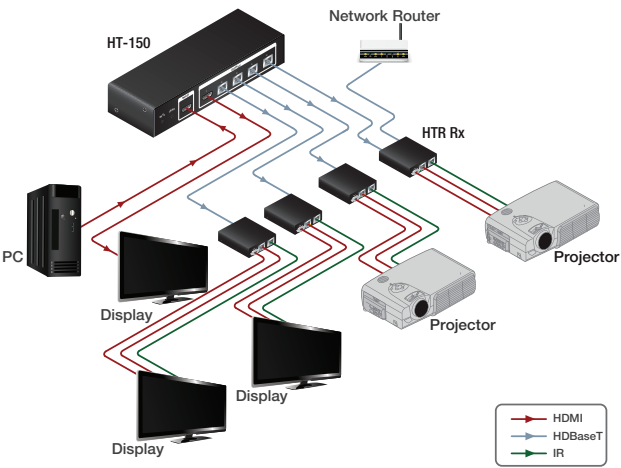 Network Router
HT-150
HTR Rx
PC
Projector
Display
Projector
Display
Display
HDMI
HDBaseT
IR